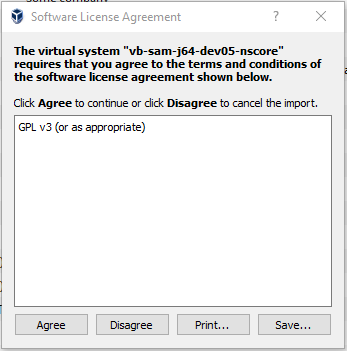 some company
Software License Agreement
?
The virtual system "vb-sam-j64-dev05-nscore"
requires that you agree to the terms and conditions of
the software license agreement shown below.
Click Agree to continue or click Disagree to cancel the import.
GPL v3 (or as appropriate)
Agree Disagree Print... Save...